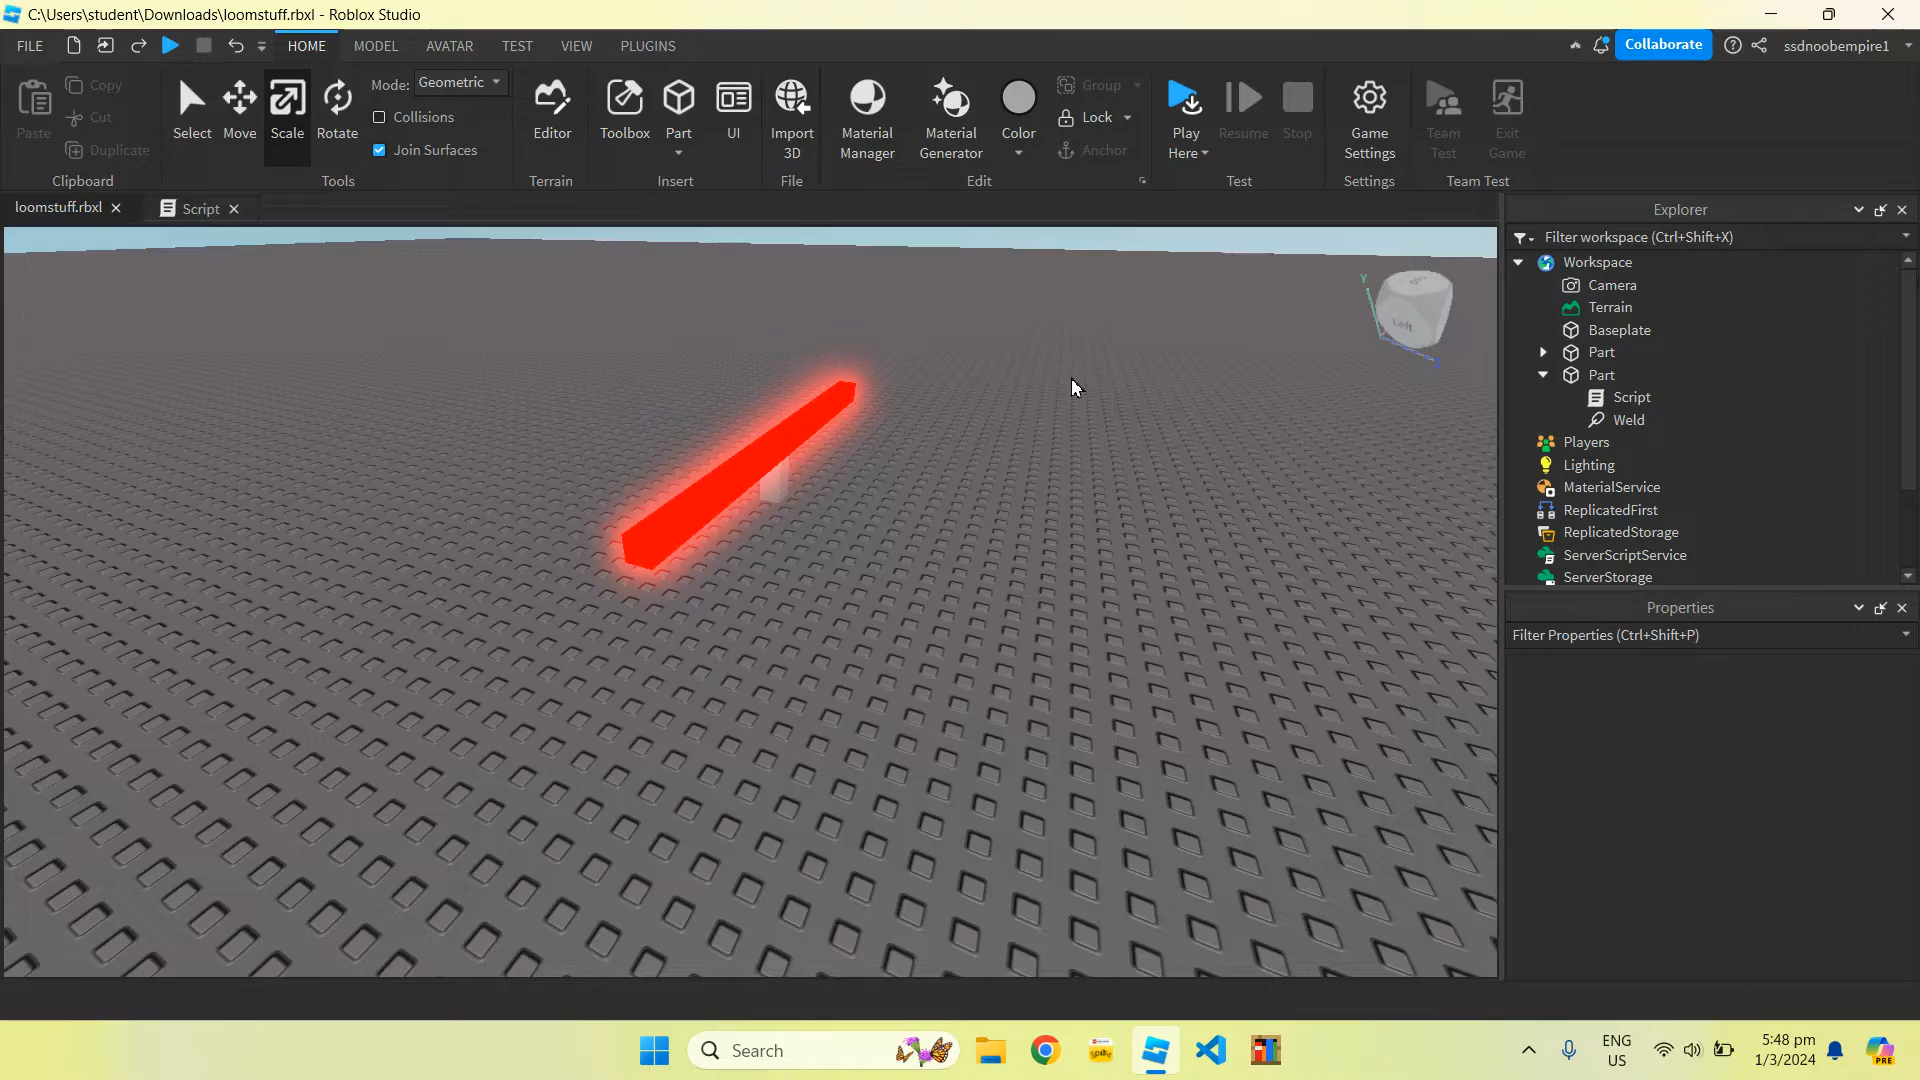 C:\Users\student\Downloads\loomstuff.rbxl - Roblox Studio
FILE
HOME
MODEL
AVATAR
TEST
VIEW
PLUGINS
Collaborate
ssdnoobempire1
Paste
Copy
Cut
Duplicate
Clipboard
Select
Move
Scale
Rotate
Mode: Geometric
Collisions
Join Surfaces
Tools
Editor
Terrain
Toolbox
Part
UI
Insert
Import
3D
File
Material
Manager
Material
Generator
Color
Group
Lock
Anchor
Edit
Play
Here
Resume
Stop
Test
Game
Settings
Settings
Team
Test
Exit
Game
Team Test
loomstuff.rbxl
Script
Explorer
Filter workspace (Ctrl+Shift+X)
Workspace
Camera
Terrain
Baseplate
Part
Part
Script
Weld
Players
Lighting
MaterialService
ReplicatedFirst
ReplicatedStorage
ServerScriptService
ServerStorage
Y
Left
Properties
Filter Properties (Ctrl+Shift+P)
Search
ENG
US
5:48 pm
1/3/2024
PRE